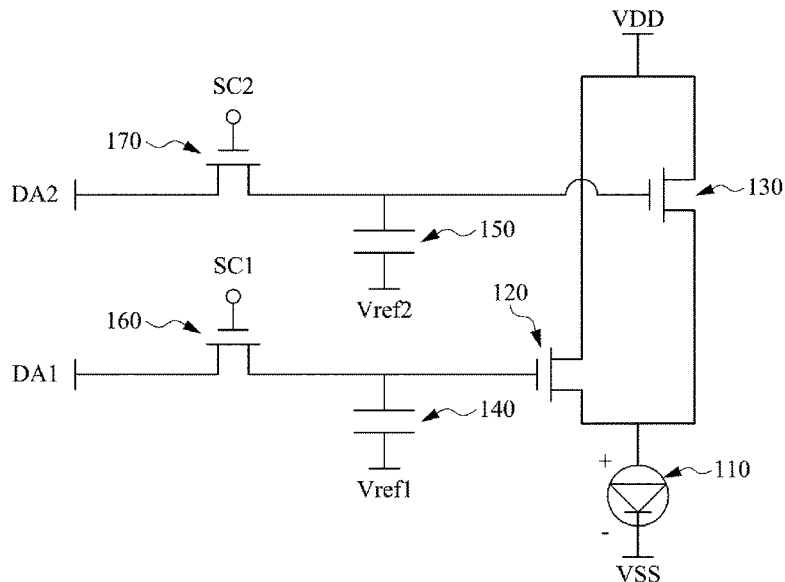 VDD
SC2
170
DA2
130
150
SC1
Vref2
120
160
DA1
140
Vref1
+
110
-
VSS